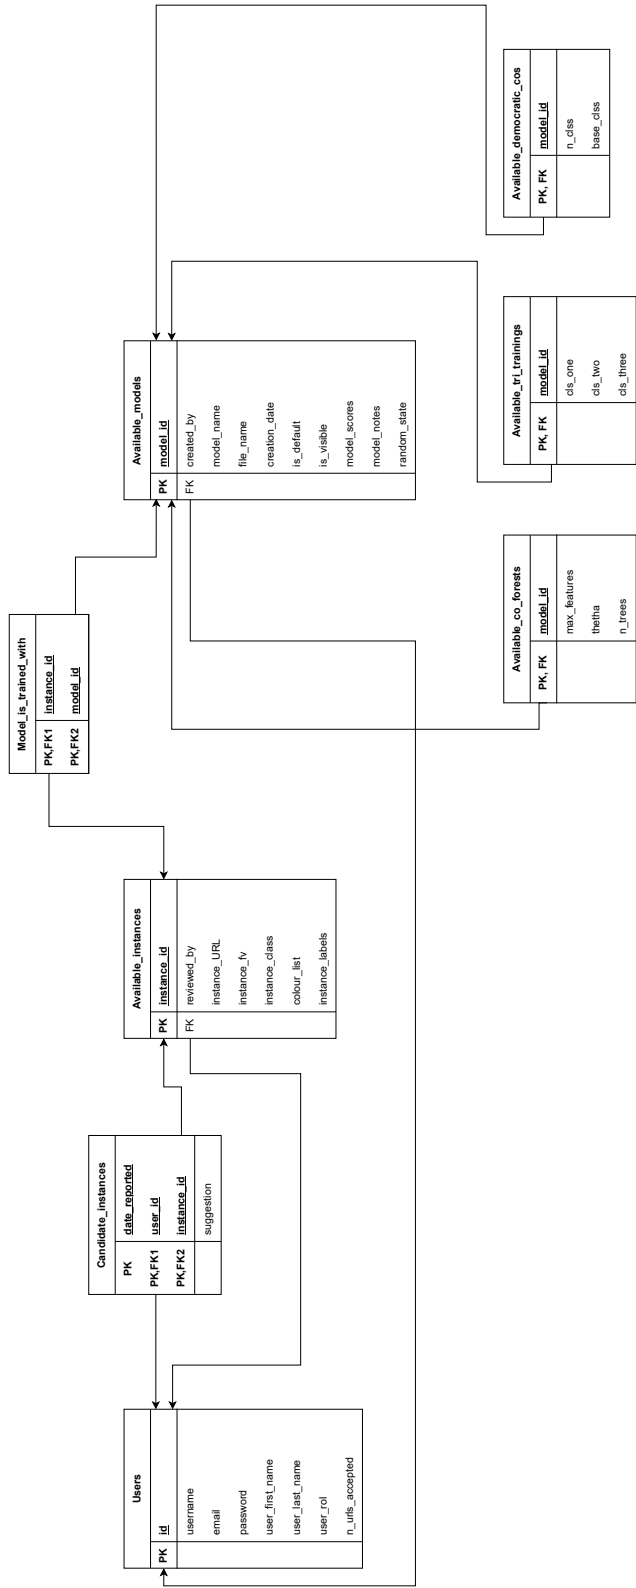 Users
PK id
username
email
password
user_first_name
user_last_name
user_rol
n_urls_accepted
Candidate_instances
PK date_reported
PK,FK1 user_id
PK,FK2 instance_id
suggestion
Available_instances
PK instance_id
FK reviewed_by
instance_URL
instance_fv
instance_class
colour_list
instance_labels
Model_is_trained_with
PK,FK1 instance_id
PK,FK2 model_id
Available_models
PK model_id
FK created_by
model_name
file_name
creation_date
is_default
is_visible
model_scores
model_notes
random_state
Available_co_forests
PK, FK model_id
max_features
thetha
n_trees
Available_tri_trainings
PK, FK model_id
cls_one
cls_two
cls_three
Available_democratic_cos
PK, FK model_id
n_clss
base_clss